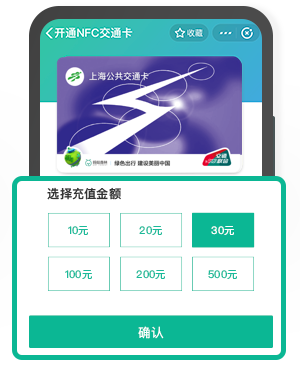 开通NFC交通卡
收藏
上海公共交通卡
绿色出行 建设美丽中国
交通
联合
选择充值金额
10元
20元
30元
100元
200元
500元
确认